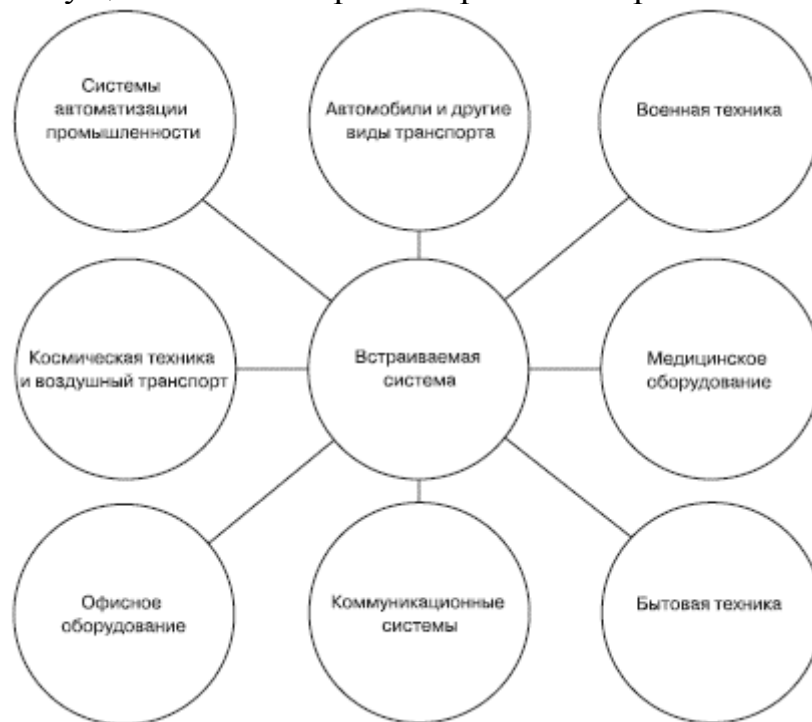 Системы
автоматизации
промышленности
Автомобили и другие
виды транспорта
Военная техника
Космическая техника
и воздушный транспорт
Встраиваемая
система
Медицинское
оборудование
Офисное
оборудование
Коммуникационные
системы
Бытовая техника